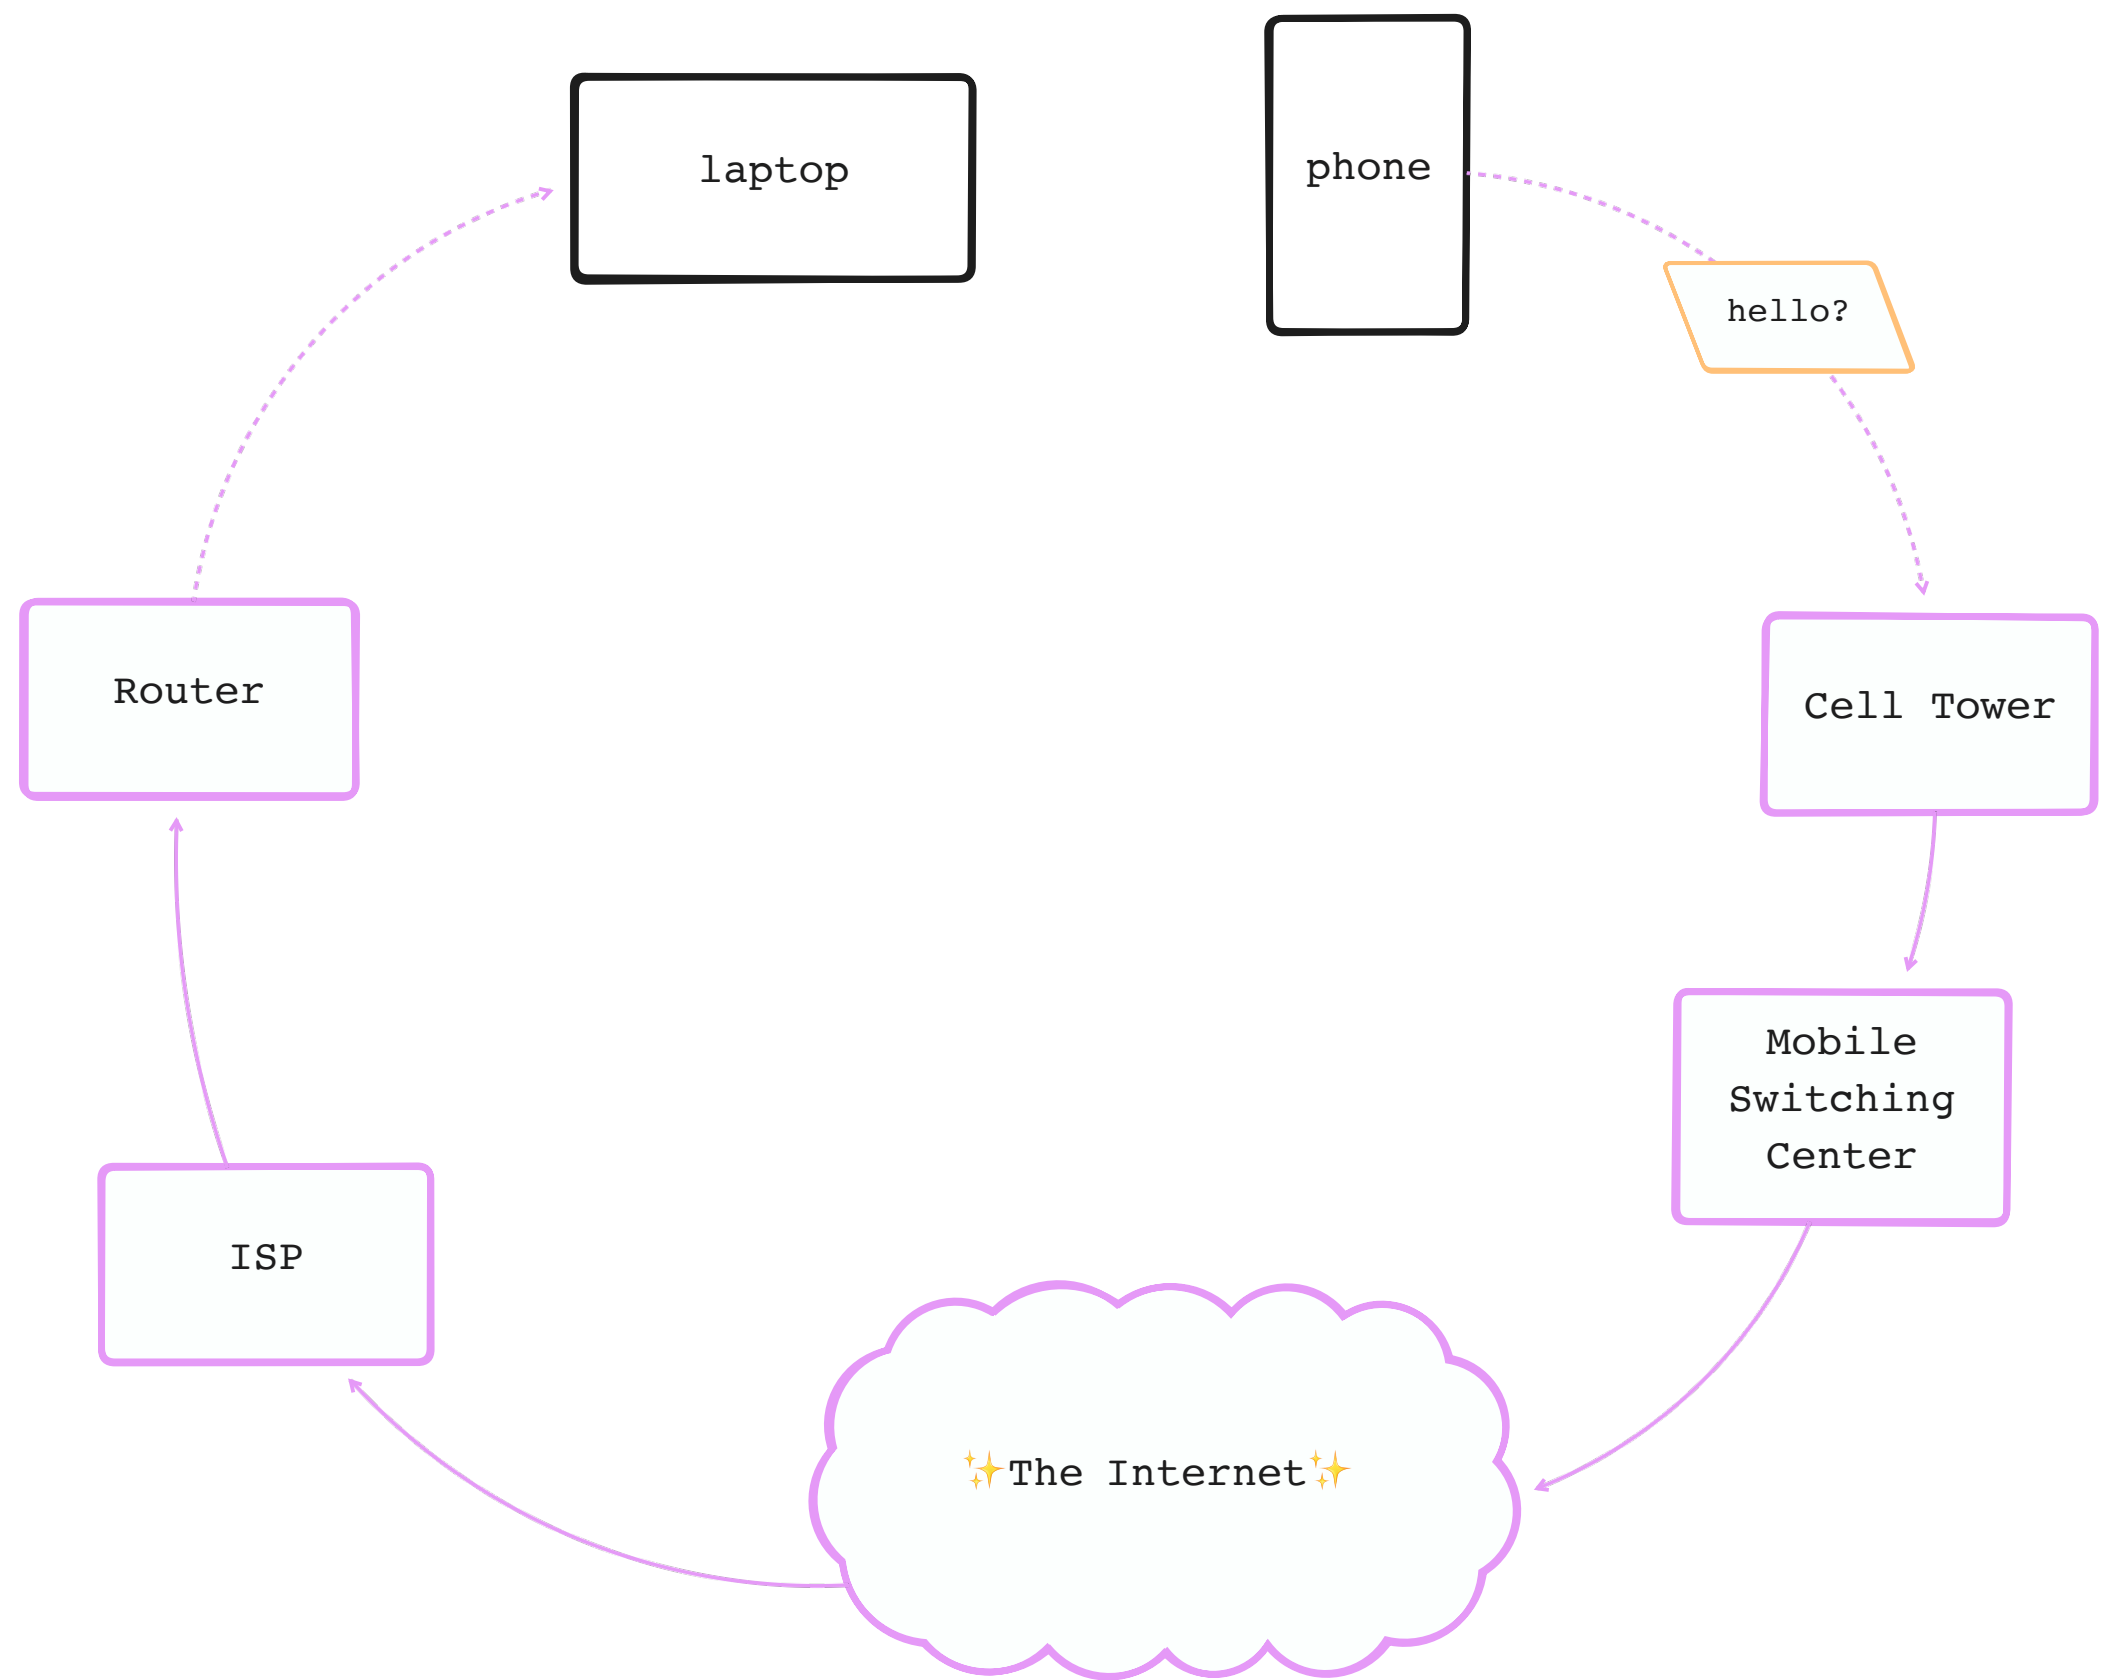 laptop
phone
hello?
Router
Cell Tower
Mobile
Switching
Center
ISP
✨The Internet✨